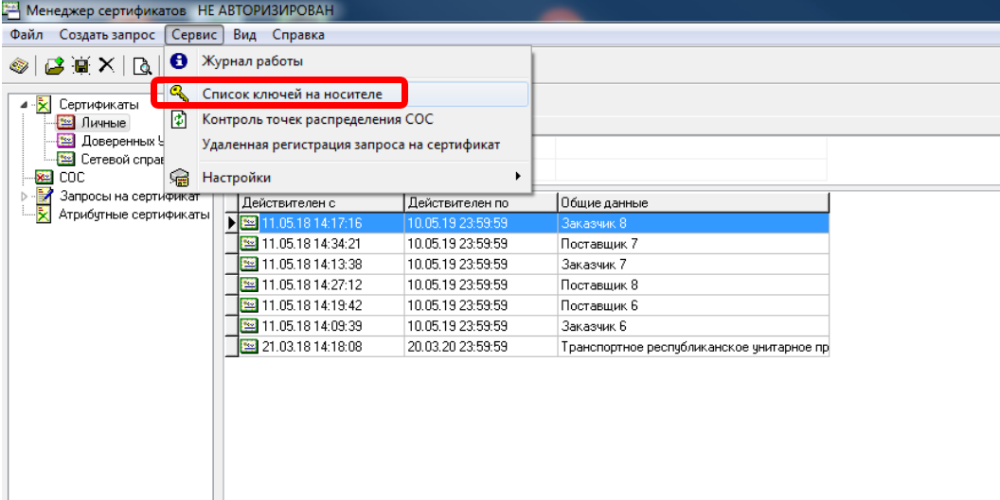 Менеджер сертификатов НЕ АВТОРИЗИРОВАН
Файл Создать запрос Сервис Вид Справка
Журнал работы
Список ключей на носителе
Контроль точек распределения СОС
Удаленная регистрация запроса на сертификат
Настройки
Сертификаты
Личные
Доверенных
Сетевой
СОС
Запросы на сертификат
Атрибутные сертификаты
Действителен с Действителен по Общие данные
11.05.18 14:17:16 10.05.19 23:59:59 Заказчик 8
11.05.18 14:34:21 10.05.19 23:59:59 Поставщик 7
11.05.18 14:13:38 10.05.19 23:59:59 Заказчик 7
11.05.18 14:27:12 10.05.19 23:59:59 Поставщик 8
11.05.18 14:19:42 10.05.19 23:59:59 Поставщик 6
11.05.18 14:09:39 10.05.19 23:59:59 Заказчик 6
21.03.18 14:18:08 20.03.20 23:59:59 Транспортное республиканское унитарное пр